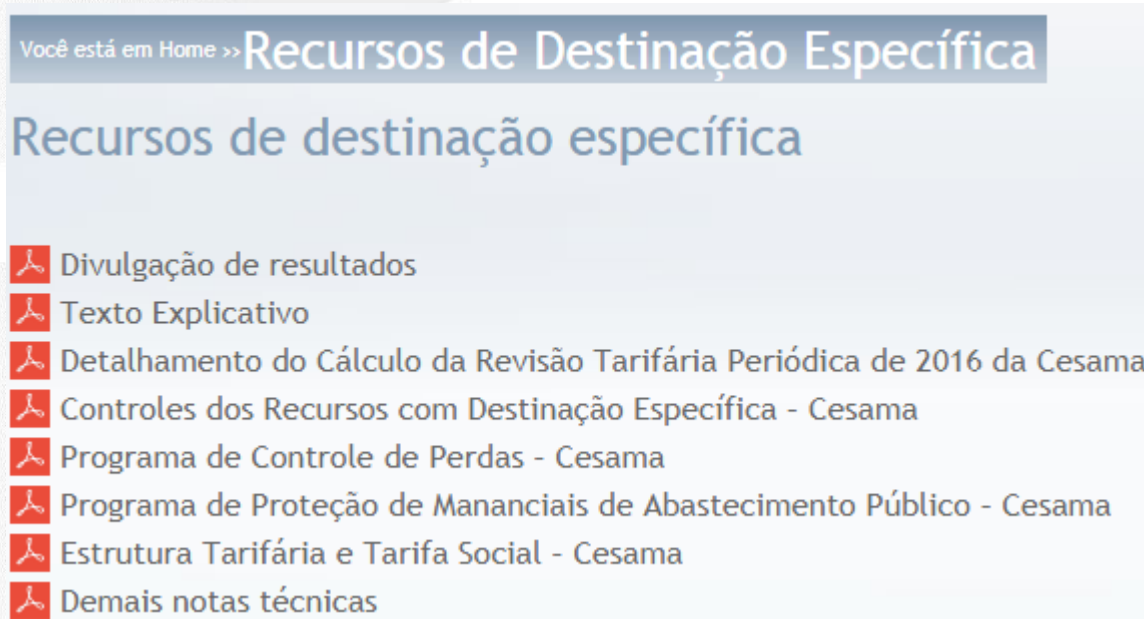 Você está em Home >> Recursos de Destinação Específica
Recursos de destinação específica
Divulgação de resultados
Texto Explicativo
Detalhamento do Cálculo da Revisão Tarifária Periódica de 2016 da Cesama
Controles dos Recursos com Destinação Específica - Cesama
Programa de Controle de Perdas - Cesama
Programa de Proteção de Mananciais de Abastecimento Público - Cesama
Estrutura Tarifária e Tarifa Social - Cesama
Demais notas técnicas